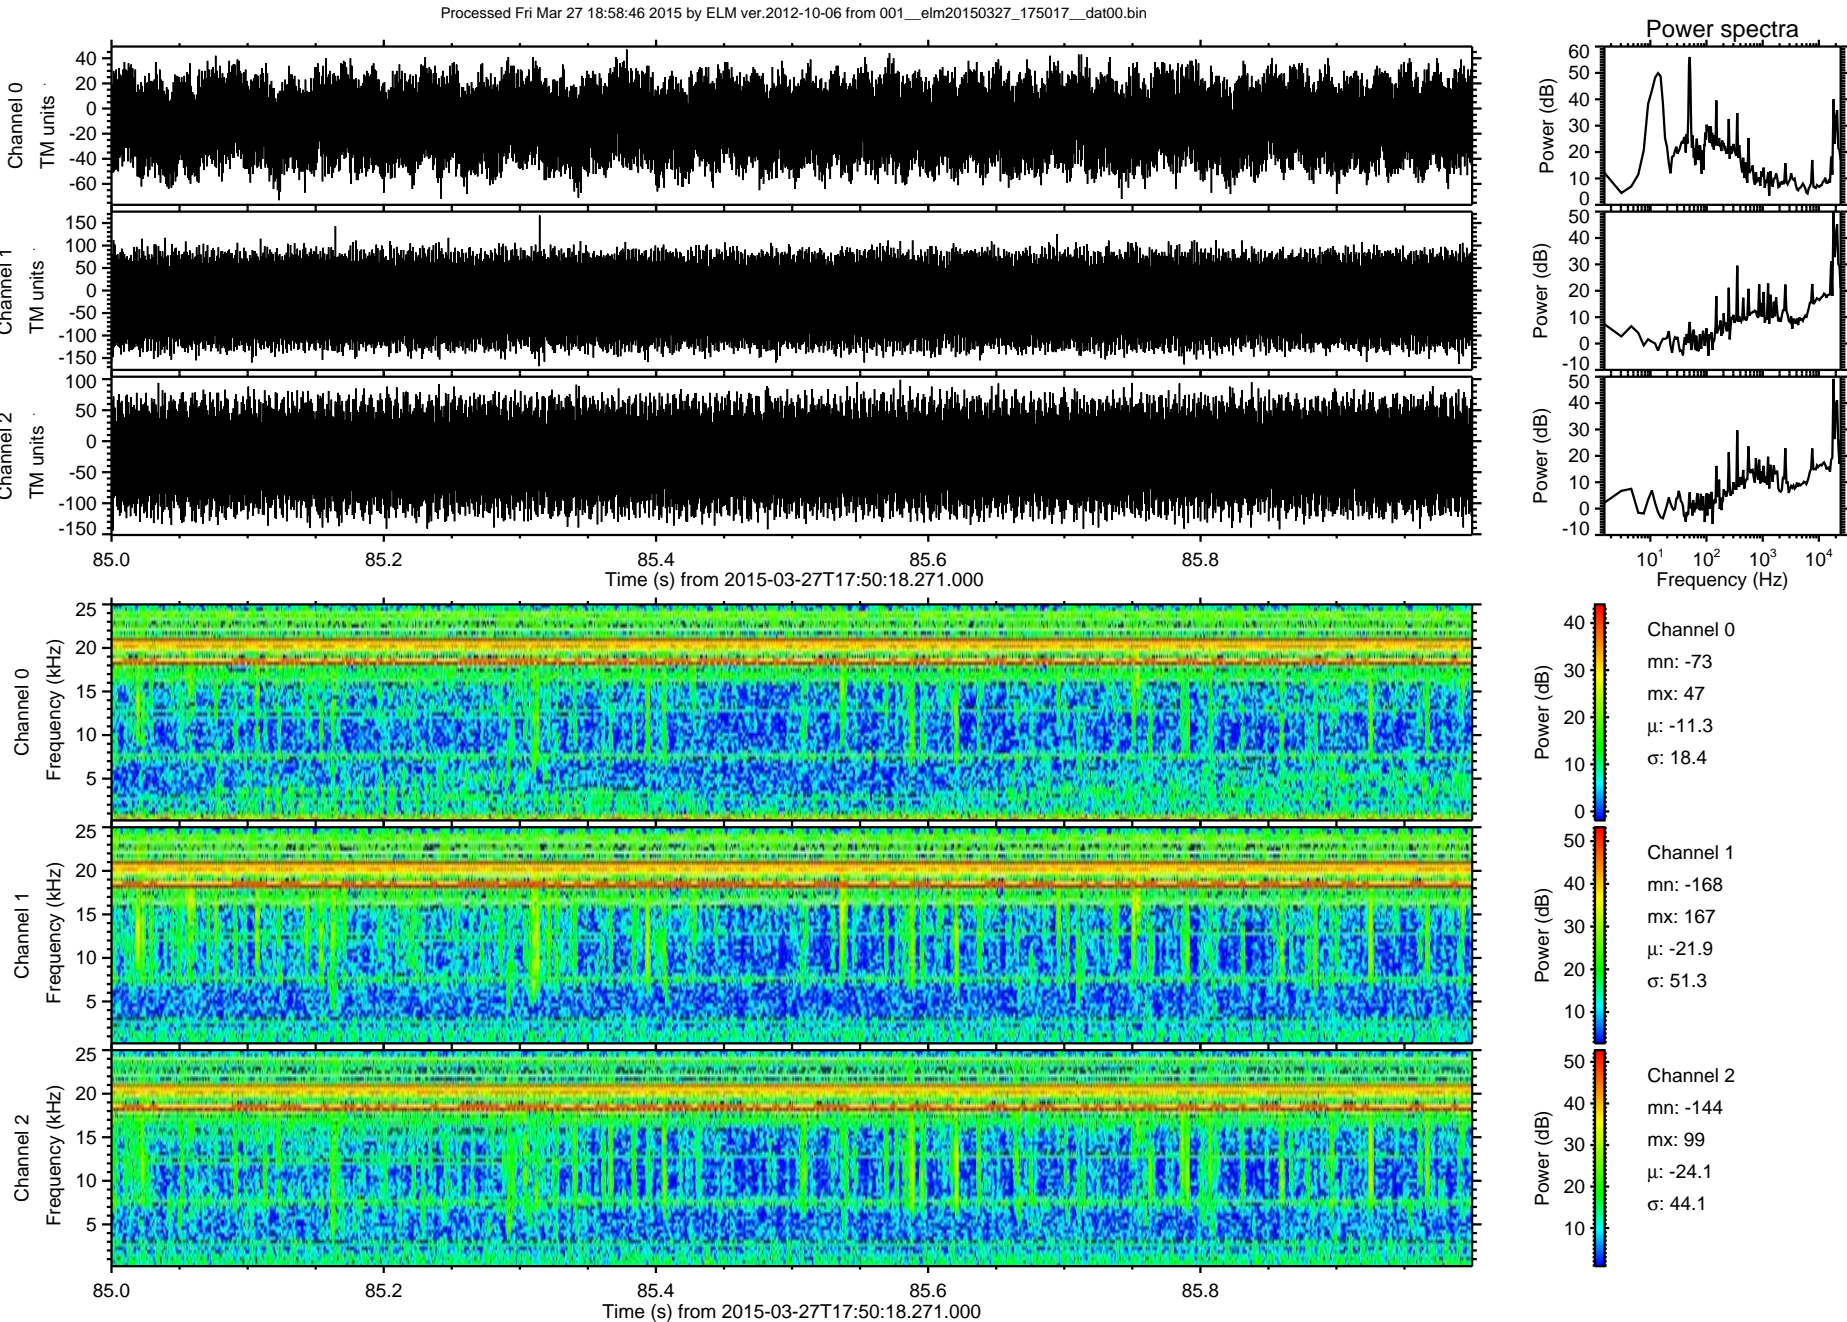 Processed Fri Mar 27 18:58:46 2015 by ELM ver.2012-10-06 from 001__elm20150327_175017__dat00.bin
Power spectra
Channel 0
TM units
40
20
0
-20
-40
-60
Power (dB)
60
50
40
30
20
10
0
Channel 1
TM units
150
100
50
0
-50
-100
-150
Power (dB)
50
40
30
20
10
0
-10
Channel 2
TM units
100
50
0
-50
-100
-150
Power (dB)
50
40
30
20
10
0
-10
85.0 85.2 85.4 85.6 85.8
Time (s) from 2015-03-27T17:50:18.271.000
10^1 10^2 10^3 10^4
Frequency (Hz)
Channel 0
Frequency (kHz)
25
20
15
10
5
Power (dB)
40
30
20
10
0
Channel 0
mn: -73
mx: 47
μ: -11.3
σ: 18.4
Channel 1
Frequency (kHz)
25
20
15
10
5
Power (dB)
50
40
30
20
10
Channel 1
mn: -168
mx: 167
μ: -21.9
σ: 51.3
Channel 2
Frequency (kHz)
25
20
15
10
5
Power (dB)
50
40
30
20
10
Channel 2
mn: -144
mx: 99
μ: -24.1
σ: 44.1
85.0 85.2 85.4 85.6 85.8
Time (s) from 2015-03-27T17:50:18.271.000